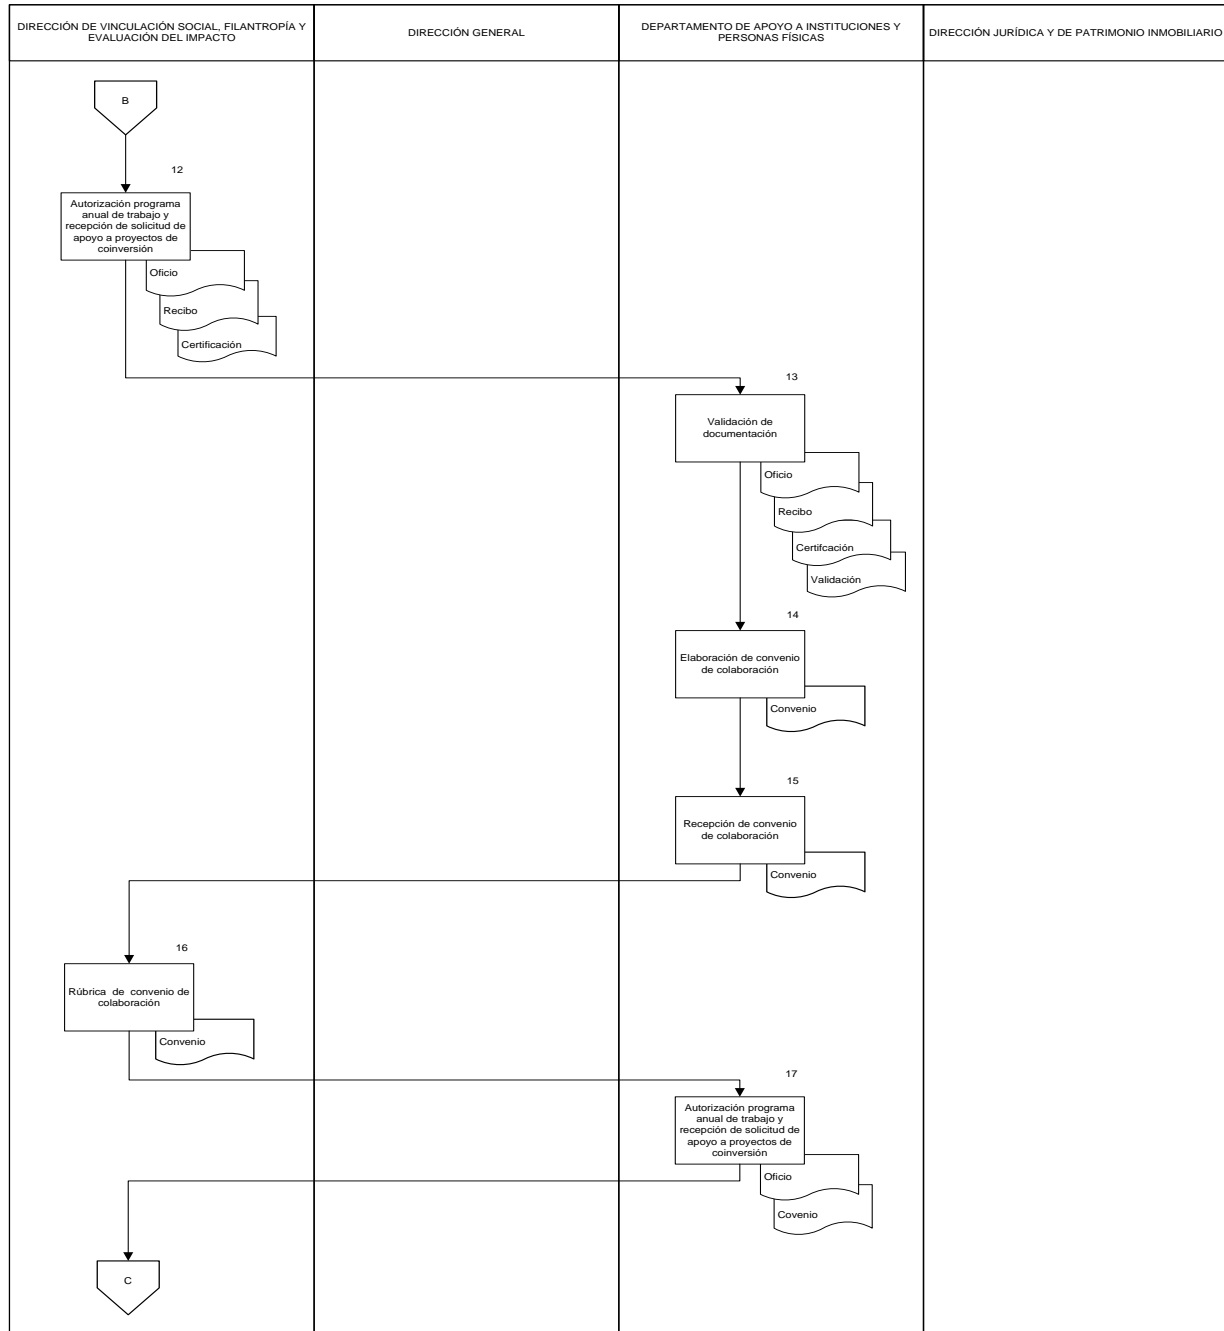 DIRECCIÓN DE VINCULACIÓN SOCIAL, FILANTROPÍA Y
EVALUACIÓN DEL IMPACTO
DIRECCIÓN GENERAL
DEPARTAMENTO DE APOYO A INSTITUCIONES Y
PERSONAS FÍSICAS
DIRECCIÓN JURÍDICA Y DE PATRIMONIO INMOBILIARIO
B
12
Autorización programa
anual de trabajo y
recepción de solicitud de
apoyo a proyectos de
coinversión
Oficio
Recibo
Certificación
13
Validación de
documentación
Oficio
Recibo
Certifcación
Validación
14
Elaboración de convenio
de colaboración
Convenio
15
Recepción de convenio
de colaboración
Convenio
16
Rúbrica de convenio de
colaboración
Convenio
17
Autorización programa
anual de trabajo y
recepción de solicitud de
apoyo a proyectos de
coinversión
Oficio
Covenio
C